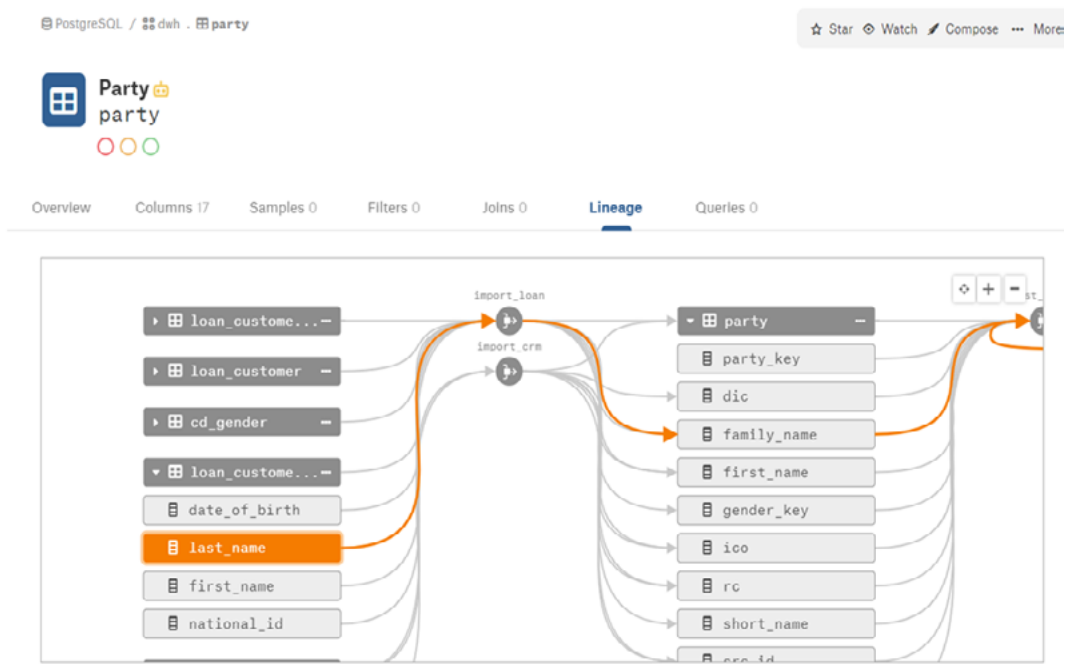 PostgreSQL / dwh . party
Star Watch Compose ••• More
Party
party
Overview Columns 17 Samples 0 Filters 0 Joins 0 Lineage Queries 0
import_loan
import_crm
loan_custome...
loan_customer
cd_gender
loan_custome...
date_of_birth
last_name
first_name
national_id
party
party_key
dic
family_name
first_name
gender_key
ico
rc
short_name